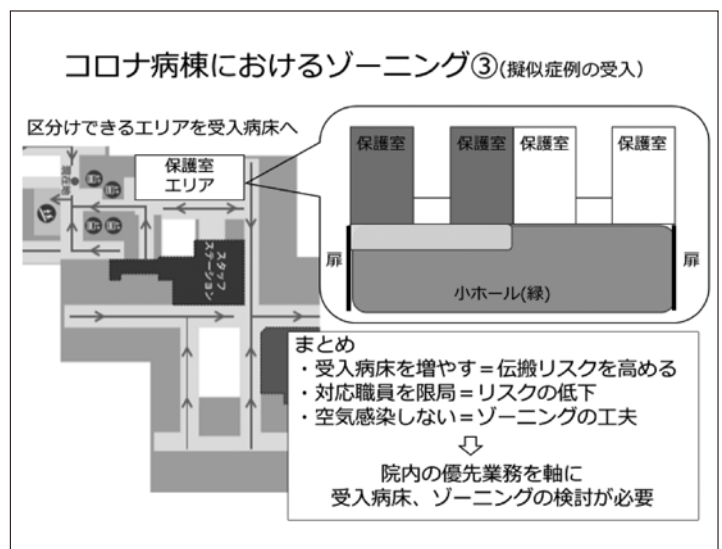 コロナ病棟におけるゾーニング③(擬似症例の受入)
区分けできるエリアを受入病床へ
保護室
エリア
保護室
保護室
保護室
保護室
現在地
スタッフ
ステーション
扉
扉
小ホール(緑)
まとめ
・受入病床を増やす＝伝搬リスクを高める
・対応職員を限局＝リスクの低下
・空気感染しない＝ゾーニングの工夫
院内の優先業務を軸に
受入病床、ゾーニングの検討が必要